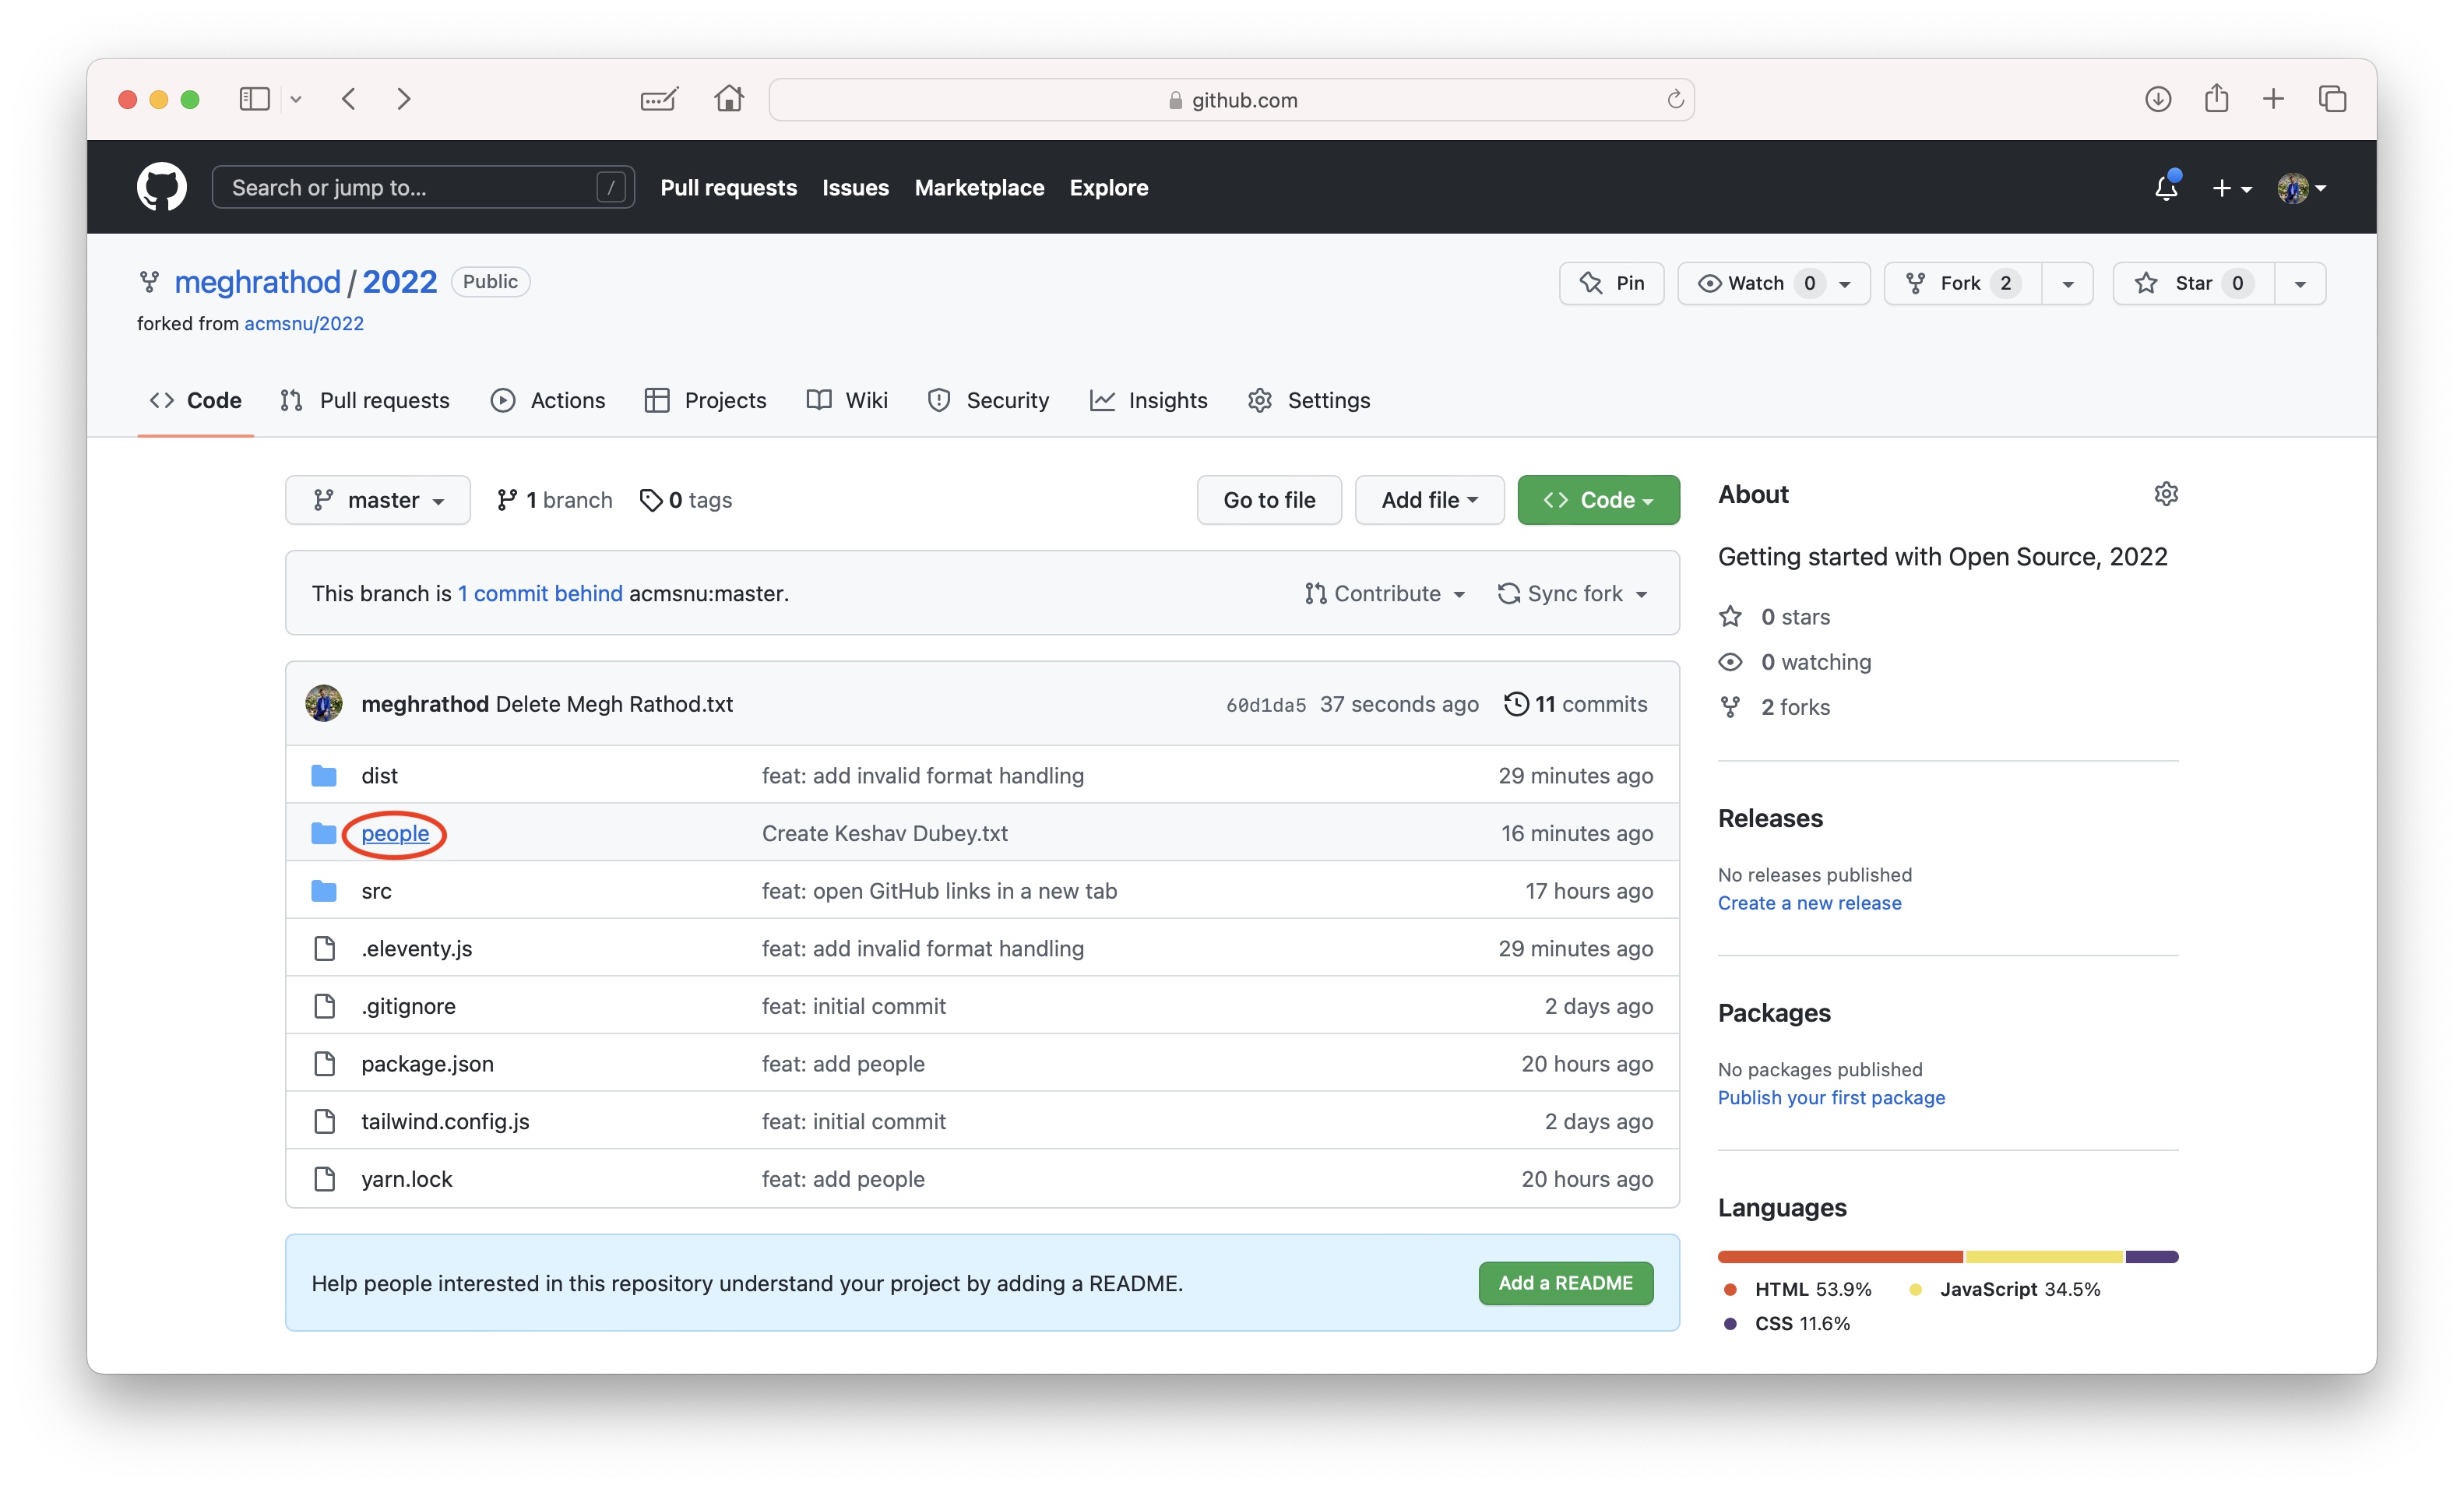 github.com
Search or jump to... / Pull requests Issues Marketplace Explore
meghrathod / 2022 Public
Pin Watch 0 Fork 2 Star 0
forked from acmsnu/2022
Code Pull requests Actions Projects Wiki Security Insights Settings
master 1 branch 0 tags Go to file Add file Code
This branch is 1 commit behind acmsnu:master. Contribute Sync fork
meghrathod Delete Megh Rathod.txt 60d1da5 37 seconds ago 11 commits
dist feat: add invalid format handling 29 minutes ago
people Create Keshav Dubey.txt 16 minutes ago
src feat: open GitHub links in a new tab 17 hours ago
.eleventy.js feat: add invalid format handling 29 minutes ago
.gitignore feat: initial commit 2 days ago
package.json feat: add people 20 hours ago
tailwind.config.js feat: initial commit 2 days ago
yarn.lock feat: add people 20 hours ago
Help people interested in this repository understand your project by adding a README. Add a README
About
Getting started with Open Source, 2022
0 stars
0 watching
2 forks
Releases
No releases published
Create a new release
Packages
No packages published
Publish your first package
Languages
HTML 53.9% JavaScript 34.5%
CSS 11.6%